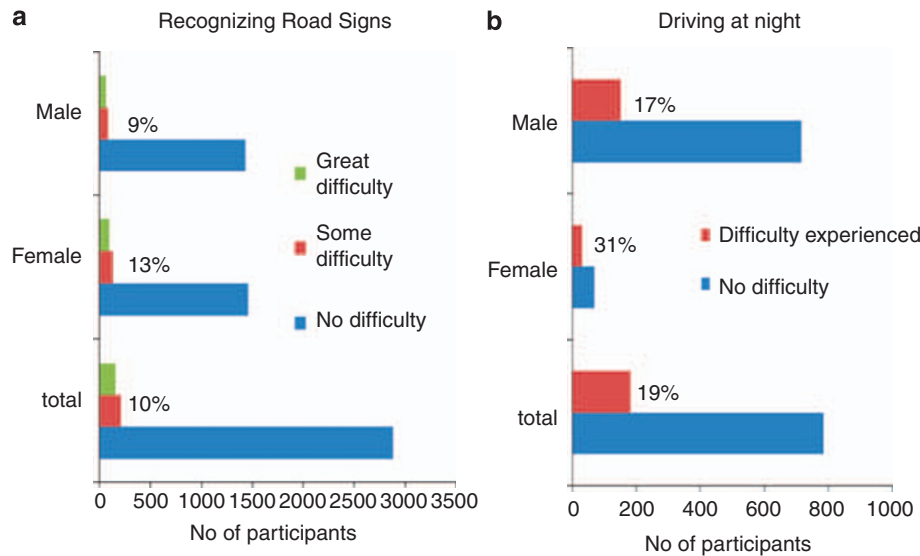 a
Recognizing Road Signs
Male
9%
Female
13%
total
10%
Great
difficulty
Some
difficulty
No difficulty
0 500 1000 1500 2000 2500 3000 3500
No of participants
b
Driving at night
Male
17%
Female
31%
total
19%
Difficulty experienced
No difficulty
0 200 400 600 800 1000
No of participants